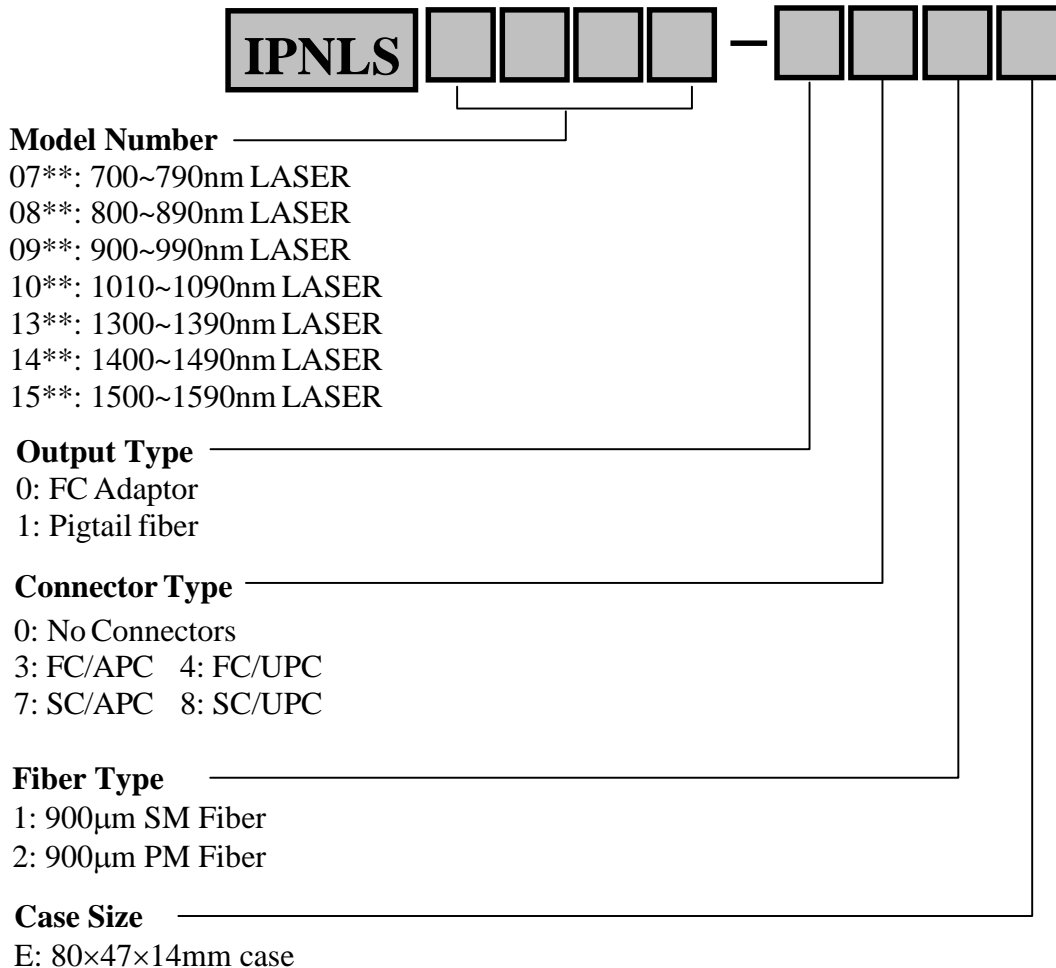 IPNLS –
Model Number
07**: 700~790nm LASER
08**: 800~890nm LASER
09**: 900~990nm LASER
10**: 1010~1090nm LASER
13**: 1300~1390nm LASER
14**: 1400~1490nm LASER
15**: 1500~1590nm LASER
Output Type
0: FC Adaptor
1: Pigtail fiber
Connector Type
0: No Connectors
3: FC/APC 4: FC/UPC
7: SC/APC 8: SC/UPC
Fiber Type
1: 900μm SM Fiber
2: 900μm PM Fiber
Case Size
E: 80×47×14mm case